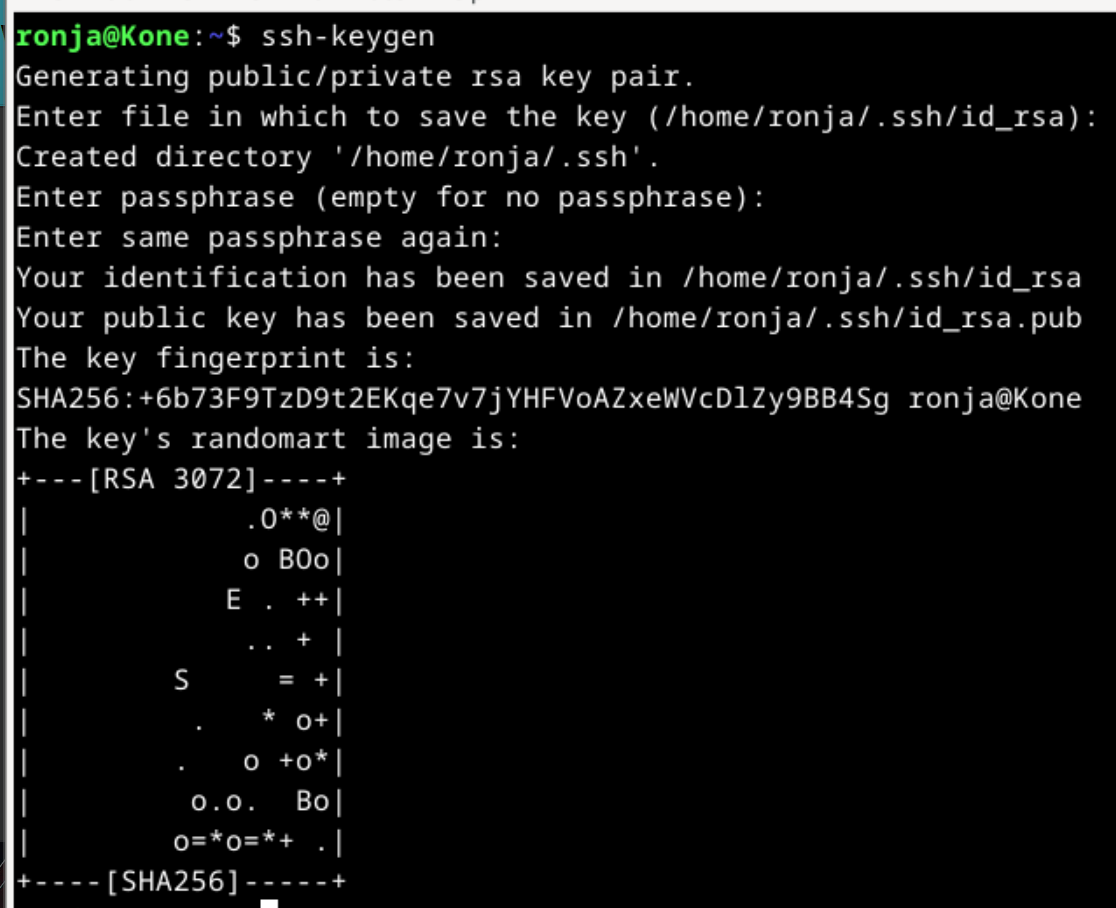 ronja@Kone:~$ ssh-keygen
Generating public/private rsa key pair.
Enter file in which to save the key (/home/ronja/.ssh/id_rsa):
Created directory '/home/ronja/.ssh'.
Enter passphrase (empty for no passphrase):
Enter same passphrase again:
Your identification has been saved in /home/ronja/.ssh/id_rsa
Your public key has been saved in /home/ronja/.ssh/id_rsa.pub
The key fingerprint is:
SHA256:+6b73F9TzD9t2EKqe7v7jYHFVoAZxeWVcDlZy9BB4Sg ronja@Kone
The key's randomart image is:
+---[RSA 3072]----+
|             .O**@|
|             o BOo|
|            E . ++|
|             .. + |
|         S     = +|
|          .   * o+|
|         .   o +o*|
|          o.o.  Bo|
|         o=*o=*+ .|
+----[SHA256]-----+